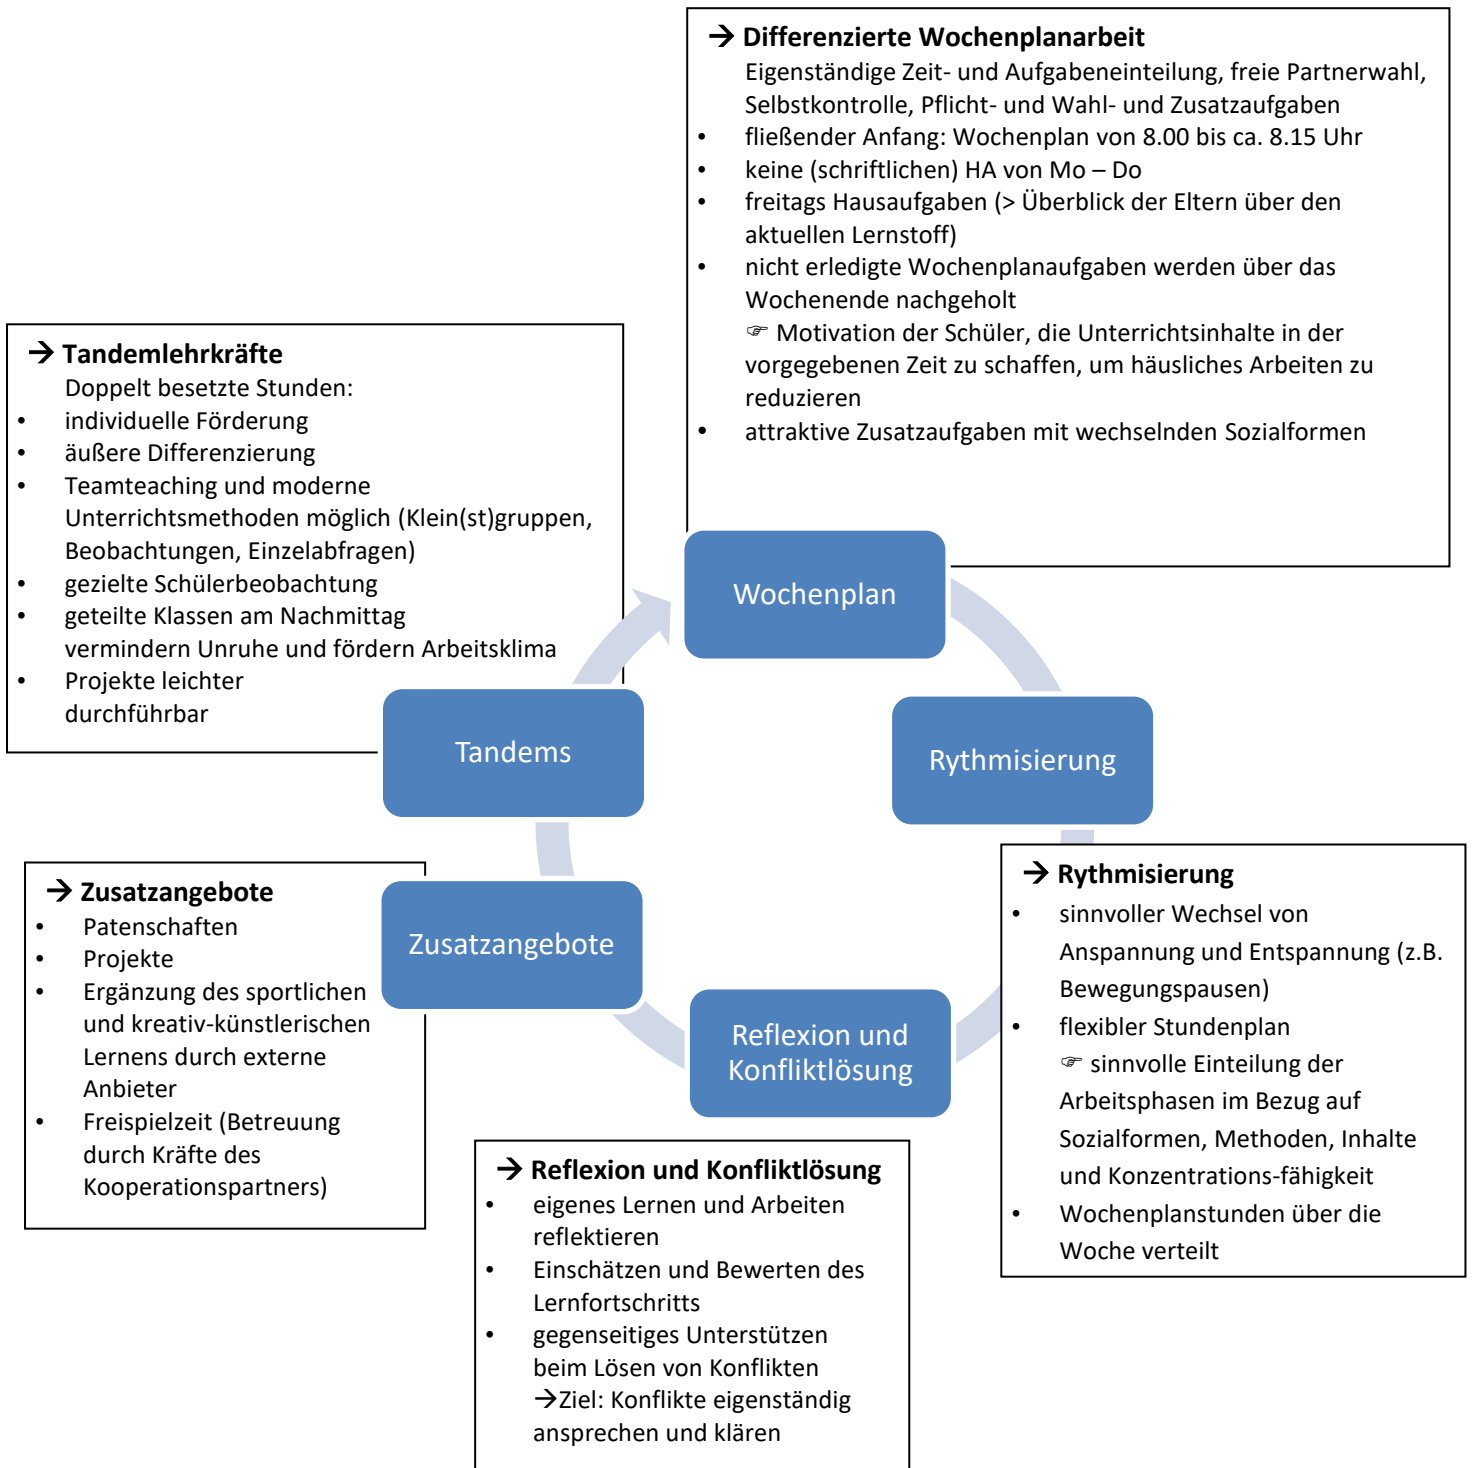 → Differenzierte Wochenplanarbeit
Eigenständige Zeit- und Aufgabeneinteilung, freie Partnerwahl,
Selbstkontrolle, Pflicht- und Wahl- und Zusatzaufgaben
• fließender Anfang: Wochenplan von 8.00 bis ca. 8.15 Uhr
• keine (schriftlichen) HA von Mo – Do
• freitags Hausaufgaben (> Überblick der Eltern über den
aktuellen Lernstoff)
• nicht erledigte Wochenplanaufgaben werden über das
Wochenende nachgeholt
☞ Motivation der Schüler, die Unterrichtsinhalte in der
vorgegebenen Zeit zu schaffen, um häusliches Arbeiten zu
reduzieren
• attraktive Zusatzaufgaben mit wechselnden Sozialformen
→ Tandemlehrkräfte
Doppelt besetzte Stunden:
• individuelle Förderung
• äußere Differenzierung
• Teamteaching und moderne
Unterrichtsmethoden möglich (Klein(st)gruppen,
Beobachtungen, Einzelabfragen)
• gezielte Schülerbeobachtung
• geteilte Klassen am Nachmittag
vermindern Unruhe und fördern Arbeitsklima
• Projekte leichter
durchführbar
Wochenplan
Tandems
Rythmisierung
Zusatzangebote
Reflexion und
Konfliktlösung
→ Zusatzangebote
• Patenschaften
• Projekte
• Ergänzung des sportlichen
und kreativ-künstlerischen
Lernens durch externe
Anbieter
• Freispielzeit (Betreuung
durch Kräfte des
Kooperationspartners)
→ Rythmisierung
• sinnvoller Wechsel von
Anspannung und Entspannung (z.B.
Bewegungspausen)
• flexibler Stundenplan
☞ sinnvolle Einteilung der
Arbeitsphasen im Bezug auf
Sozialformen, Methoden, Inhalte
und Konzentrations-fähigkeit
• Wochenplanstunden über die
Woche verteilt
→ Reflexion und Konfliktlösung
• eigenes Lernen und Arbeiten
reflektieren
• Einschätzen und Bewerten des
Lernfortschritts
• gegenseitiges Unterstützen
beim Lösen von Konflikten
→Ziel: Konflikte eigenständig
ansprechen und klären